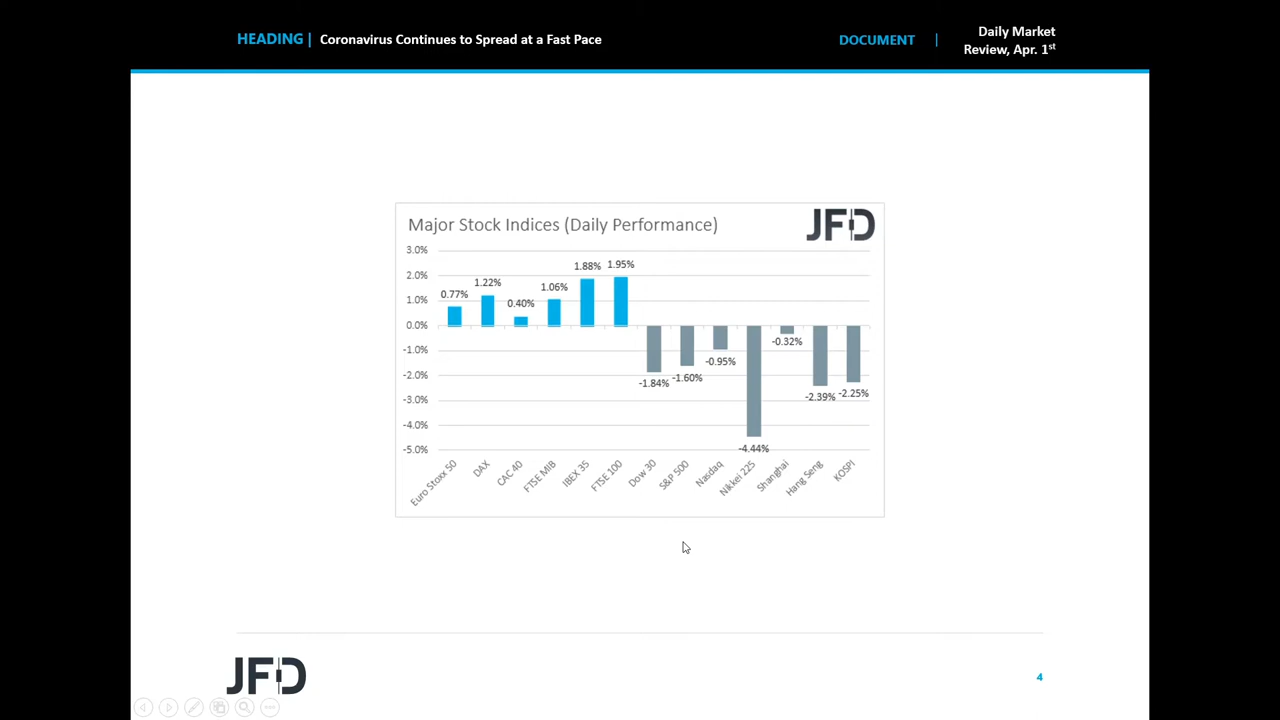 HEADING | Coronavirus Continues to Spread at a Fast Pace
DOCUMENT |
Daily Market
Review, Apr. 1st
Major Stock Indices (Daily Performance)
JFD
3.0%
2.0%
1.0%
0.0%
-1.0%
-2.0%
-3.0%
-4.0%
-5.0%
0.77%
1.22%
0.40%
1.06%
1.88%
1.95%
-1.84%
-1.60%
-0.95%
-4.44%
-0.32%
-2.39%
-2.25%
Euro Stoxx 50
DAX
CAC 40
FTSE MIB
IBEX 35
FTSE 100
Dow 30
S&P 500
Nasdaq
Nikkei 225
Shanghai
Hang Seng
KOSPI
JFD
4